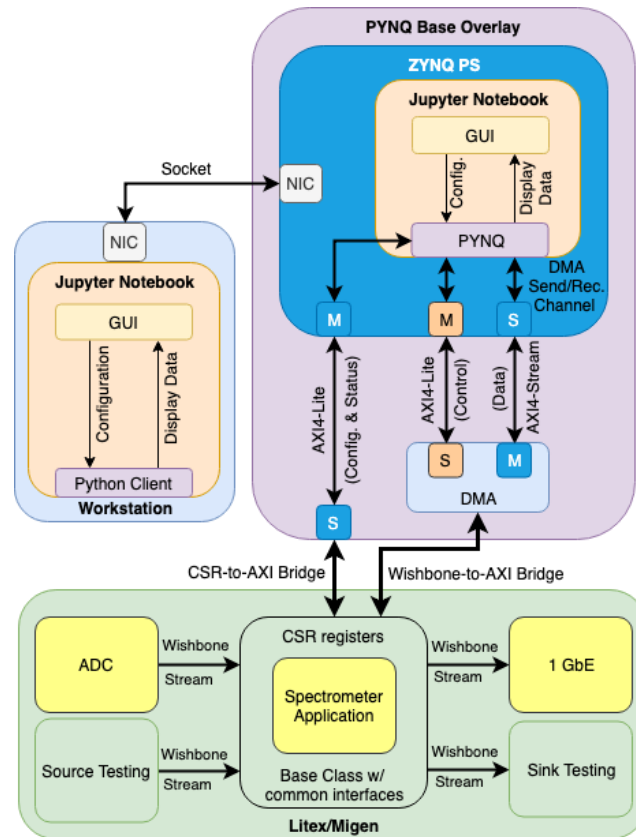 PYNQ Base Overlay
ZYNQ PS
Jupyter Notebook
GUI
Config.
Display
Data
PYNQ
Socket
NIC
NIC
DMA
Send/Rec.
Channel
M
M
S
Jupyter Notebook
GUI
Configuration
Display Data
Python Client
Workstation
AXI4-Lite
(Config. & Status)
AXI4-Lite
(Control)
(Data)
AXI4-Stream
S
M
DMA
S
CSR-to-AXI Bridge
Wishbone-to-AXI Bridge
ADC
Wishbone
Stream
CSR registers
Spectrometer
Application
Wishbone
Stream
1 GbE
Source Testing
Wishbone
Stream
Base Class w/
common interfaces
Wishbone
Stream
Sink Testing
Litex/Migen